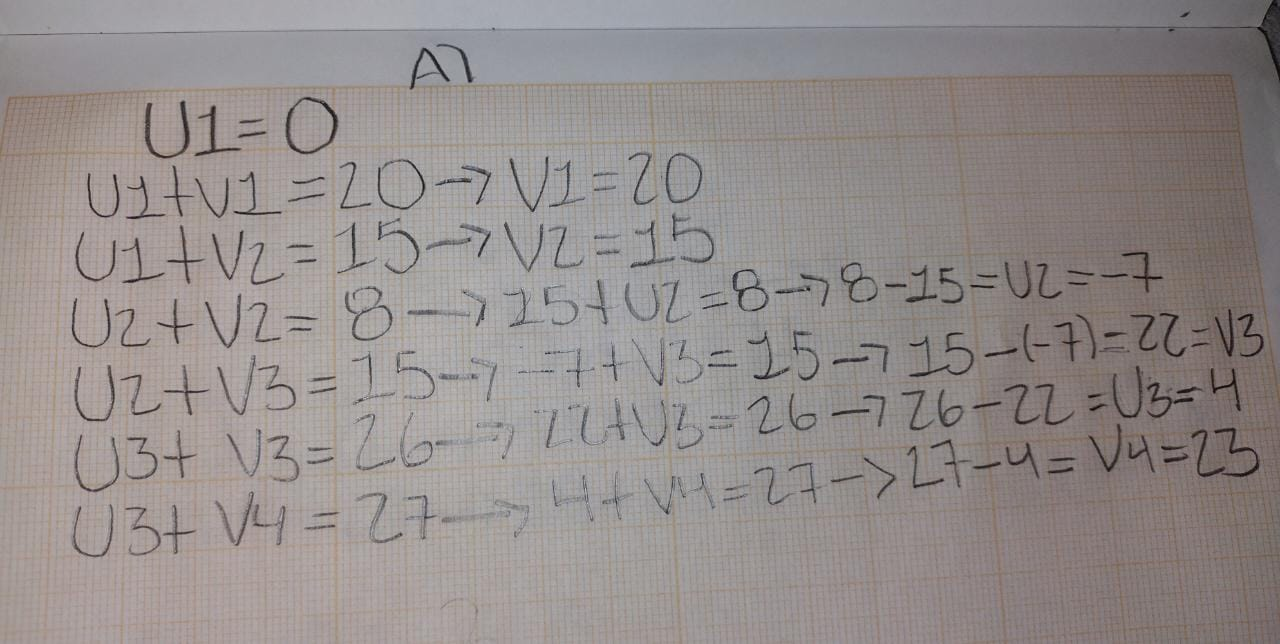 A)
U1=0
U1+V1=20→V1=20
U1+V2=15→V2=15
U2+V2=8→15+U2=8→8-15=U2=-7
U2+V3=15→-7+V3=15→15-(-7)=22=V3
U3+V3=26→22+U3=26→26-22=U3=4
U3+V4=27→4+V4=27→27-4=V4=23